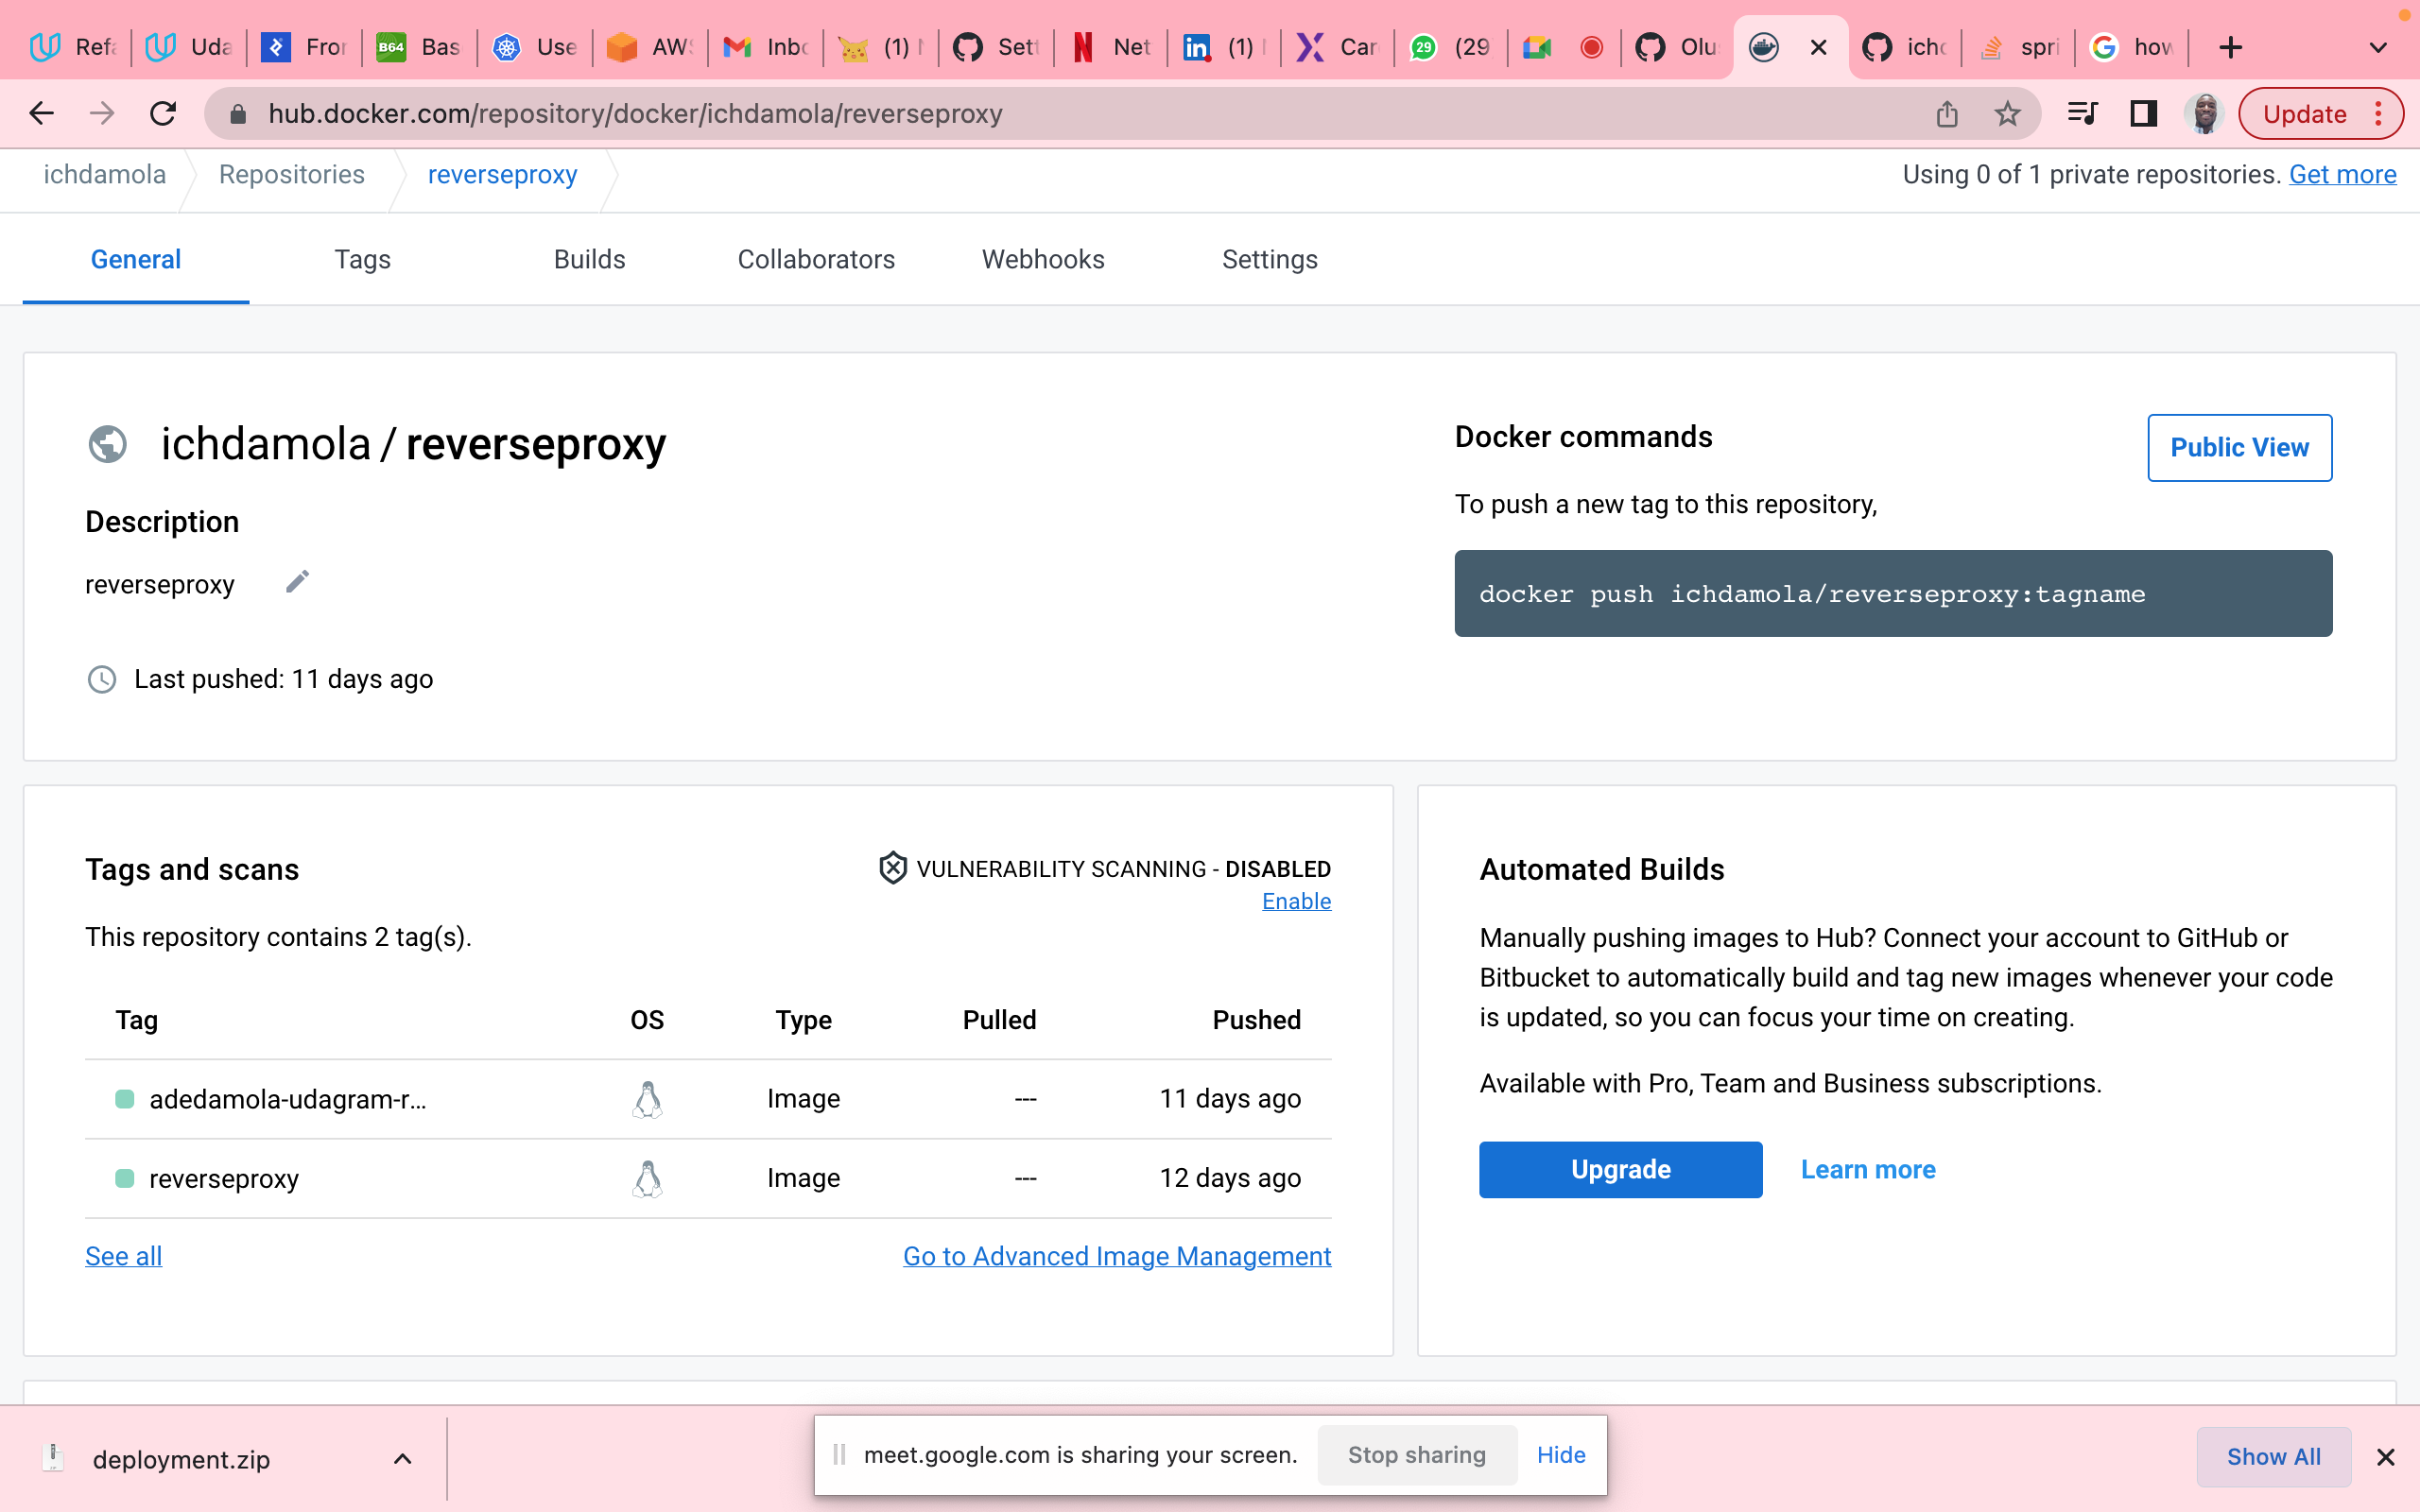 Refa
Uda
Fron
B64 Bas
Use
AWS
Inbo
(1)
Sett
Net
in (1)
Car
29 (29
Olu
icho
spri
how
hub.docker.com/repository/docker/ichdamola/reverseproxy
Update
ichdamola
Repositories
reverseproxy
Using 0 of 1 private repositories. Get more
General
Tags
Builds
Collaborators
Webhooks
Settings
ichdamola / reverseproxy
Description
reverseproxy
Last pushed: 11 days ago
Docker commands
Public View
To push a new tag to this repository,
docker push ichdamola/reverseproxy:tagname
Tags and scans
VULNERABILITY SCANNING - DISABLED
Enable
This repository contains 2 tag(s).
Tag OS Type Pulled Pushed
adedamola-udagram-r... Image --- 11 days ago
reverseproxy Image --- 12 days ago
See all
Go to Advanced Image Management
Automated Builds
Manually pushing images to Hub? Connect your account to GitHub or
Bitbucket to automatically build and tag new images whenever your code
is updated, so you can focus your time on creating.
Available with Pro, Team and Business subscriptions.
Upgrade
Learn more
deployment.zip
meet.google.com is sharing your screen.
Stop sharing
Hide
Show All